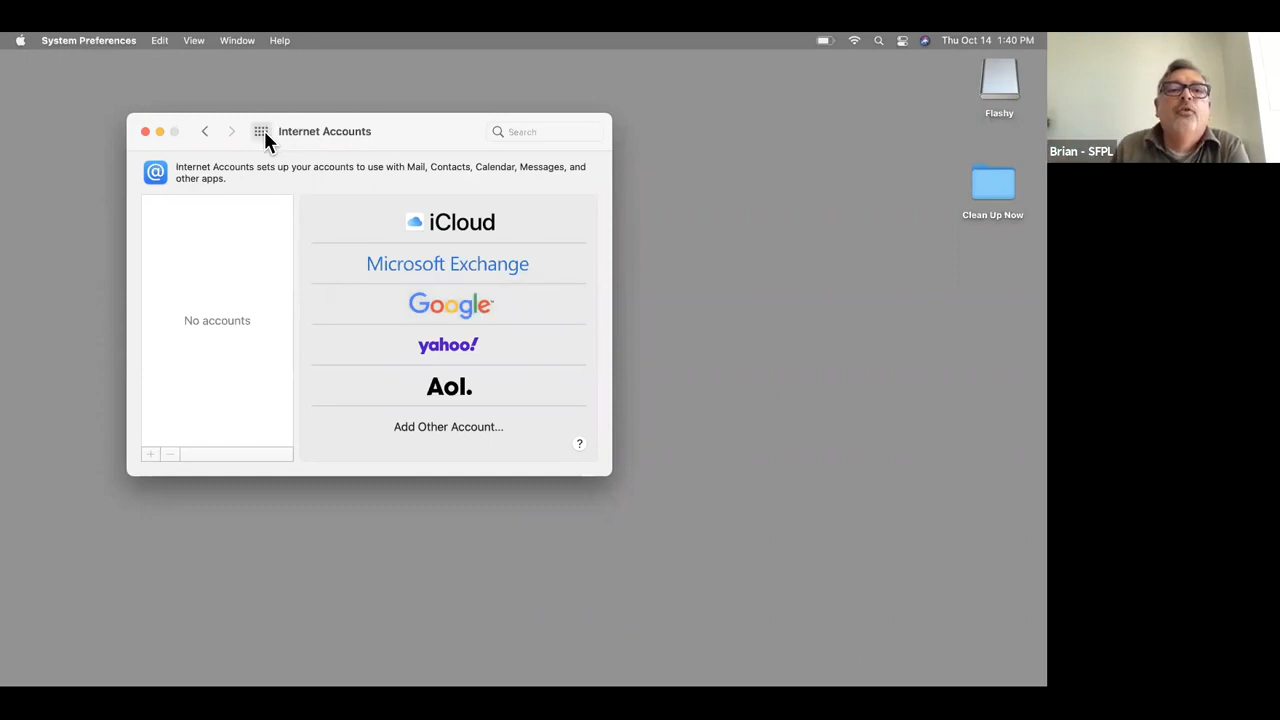 System Preferences Edit View Window Help Thu Oct 14 1:40 PM
Flashy
Brian - SFPL
Internet Accounts Search
Internet Accounts sets up your accounts to use with Mail, Contacts, Calendar, Messages, and
other apps.
iCloud
Clean Up Now
Microsoft Exchange
Google
No accounts
yahoo!
Aol.
Add Other Account...
?